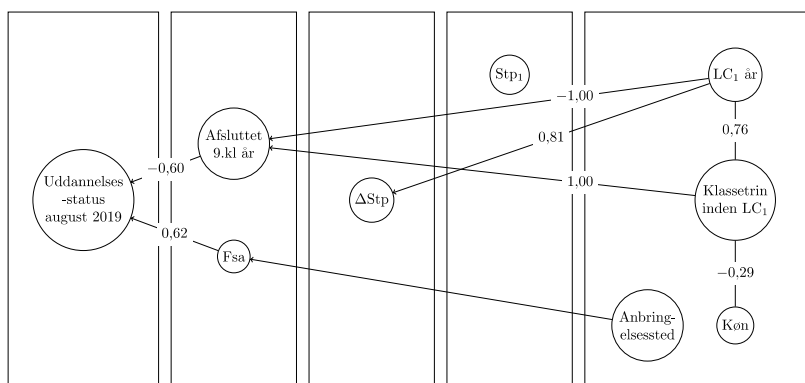 Stp₁
LC₁ år
−1,00
Afsluttet
9.kl år
0,76
0,81
−0,60
Uddannelses
-status
august 2019
1,00
ΔStp
Klassetrin
inden LC₁
0,62
Fsa
−0,29
Anbring-
elsessted
Køn